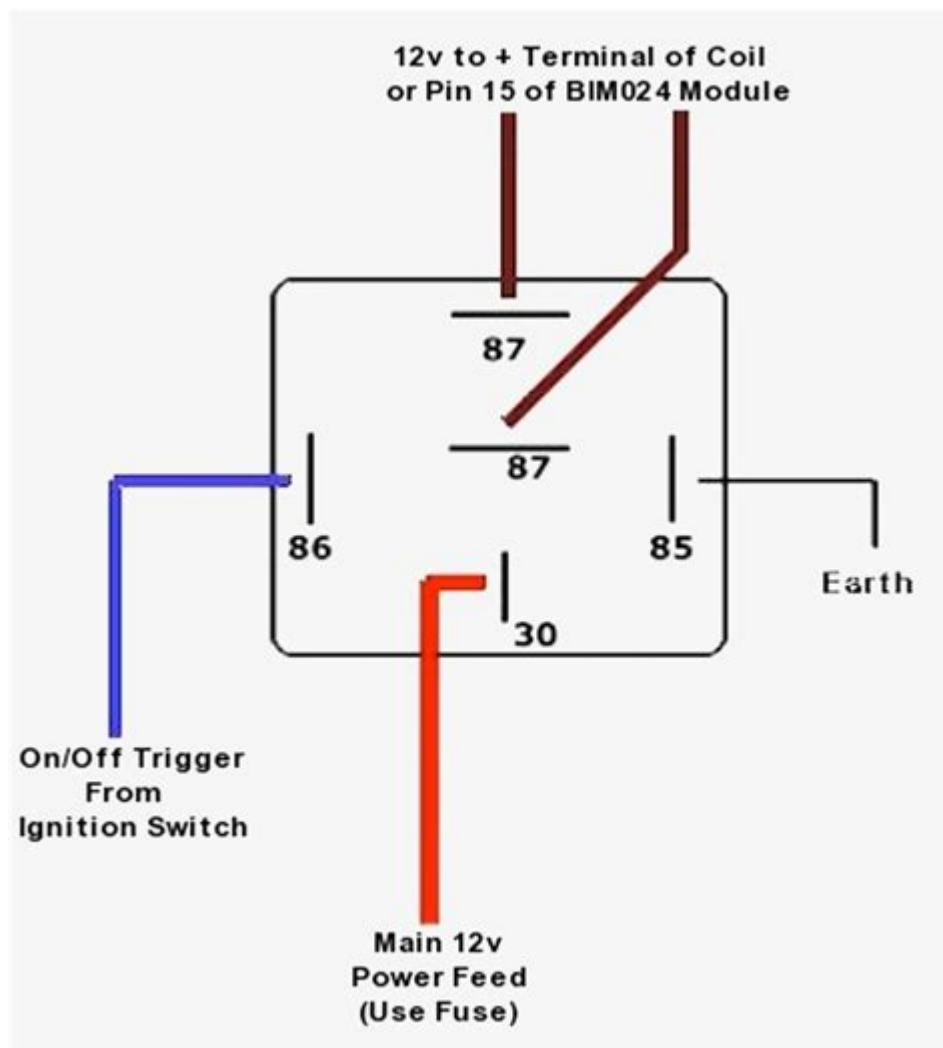 12v to + Terminal of Coil
or Pin 15 of BIM024 Module
87
87
86
85
Earth
30
On/Off Trigger
From
Ignition Switch
Main 12v
Power Feed
(Use Fuse)